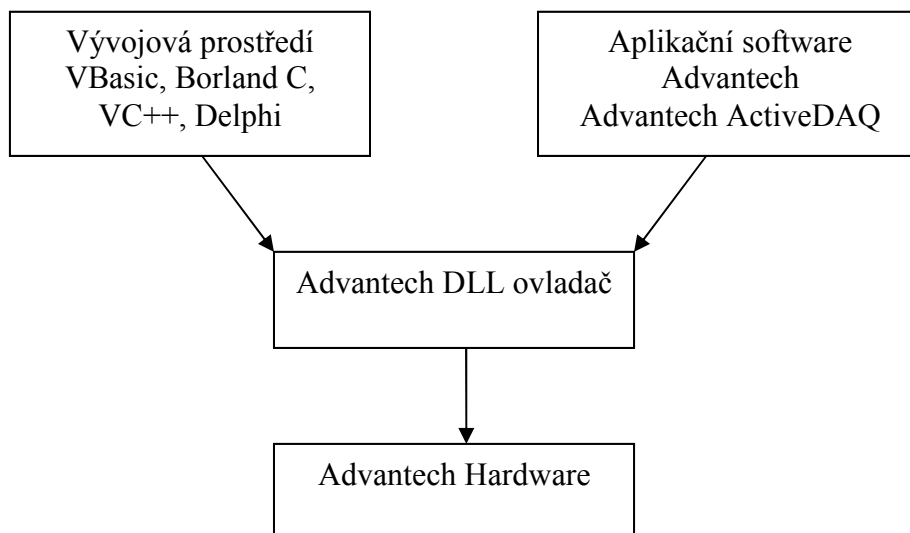 Vývojová prostředí
VBasic, Borland C,
VC++, Delphi
Aplikační software
Advantech
Advantech ActiveDAQ
Advantech DLL ovladač
Advantech Hardware